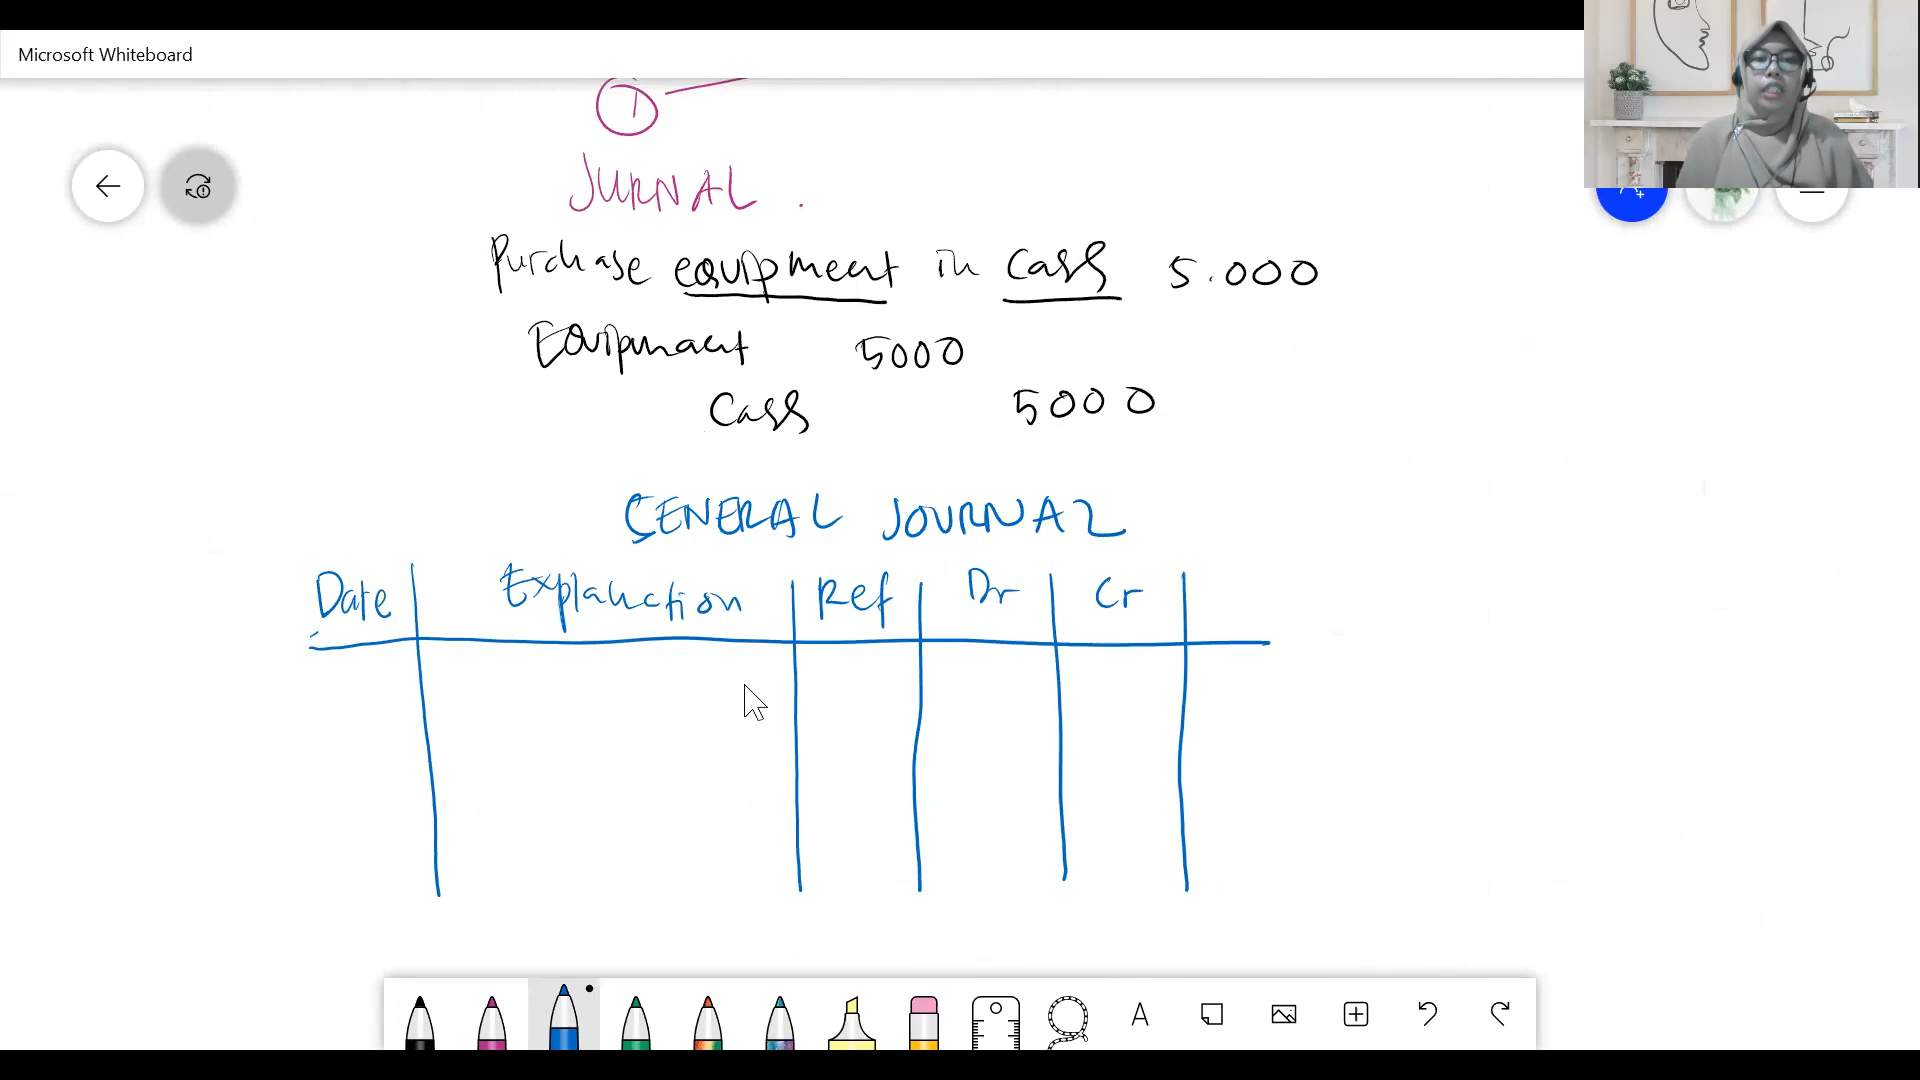 Microsoft Whiteboard
1
JURNAL .
Purchase equipment in cash 5.000
Equipment 5000
Cash 5000
GENERAL JOURNAL
Date Explanation Ref Dr Cr
A